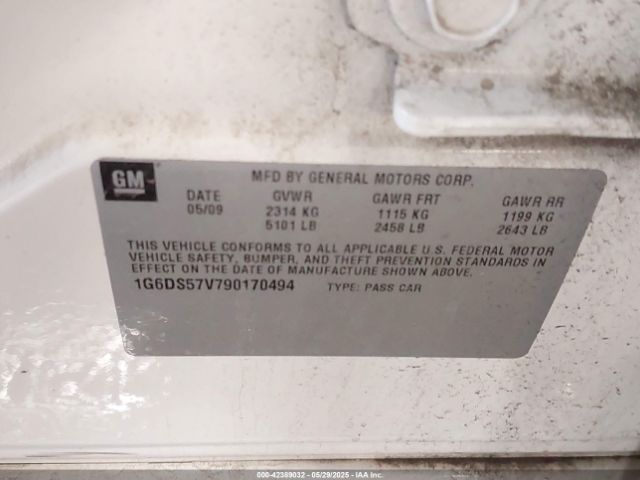 GM
MFD BY GENERAL MOTORS CORP.
DATE GVWR GAWR FRT GAWR RR
05/09 2314 KG 1115 KG 1199 KG
5101 LB 2458 LB 2643 LB
THIS VEHICLE CONFORMS TO ALL APPLICABLE U.S. FEDERAL MOTOR
VEHICLE SAFETY, BUMPER, AND THEFT PREVENTION STANDARDS IN
EFFECT ON THE DATE OF MANUFACTURE SHOWN ABOVE.
1G6DS57V790170494 TYPE: PASS CAR
000-42389032 - 05/29/2025 - IAAI.COM